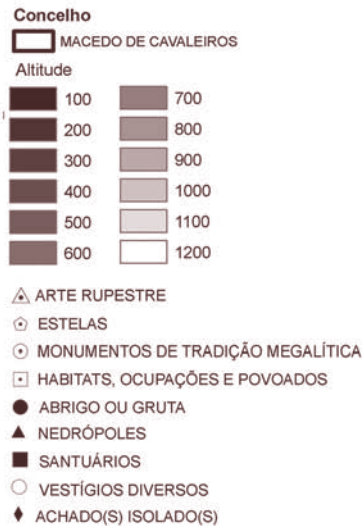 Concelho
MACEDO DE CAVALEIROS
Altitude
100 700
200 800
300 900
400 1000
500 1100
600 1200
ARTE RUPESTRE
ESTELAS
MONUMENTOS DE TRADIÇÃO MEGALÍTICA
HABITATS, OCUPAÇÕES E POVOADOS
ABRIGO OU GRUTA
NEDRÓPOLES
SANTUÁRIOS
VESTÍGIOS DIVERSOS
ACHADO(S) ISOLADO(S)